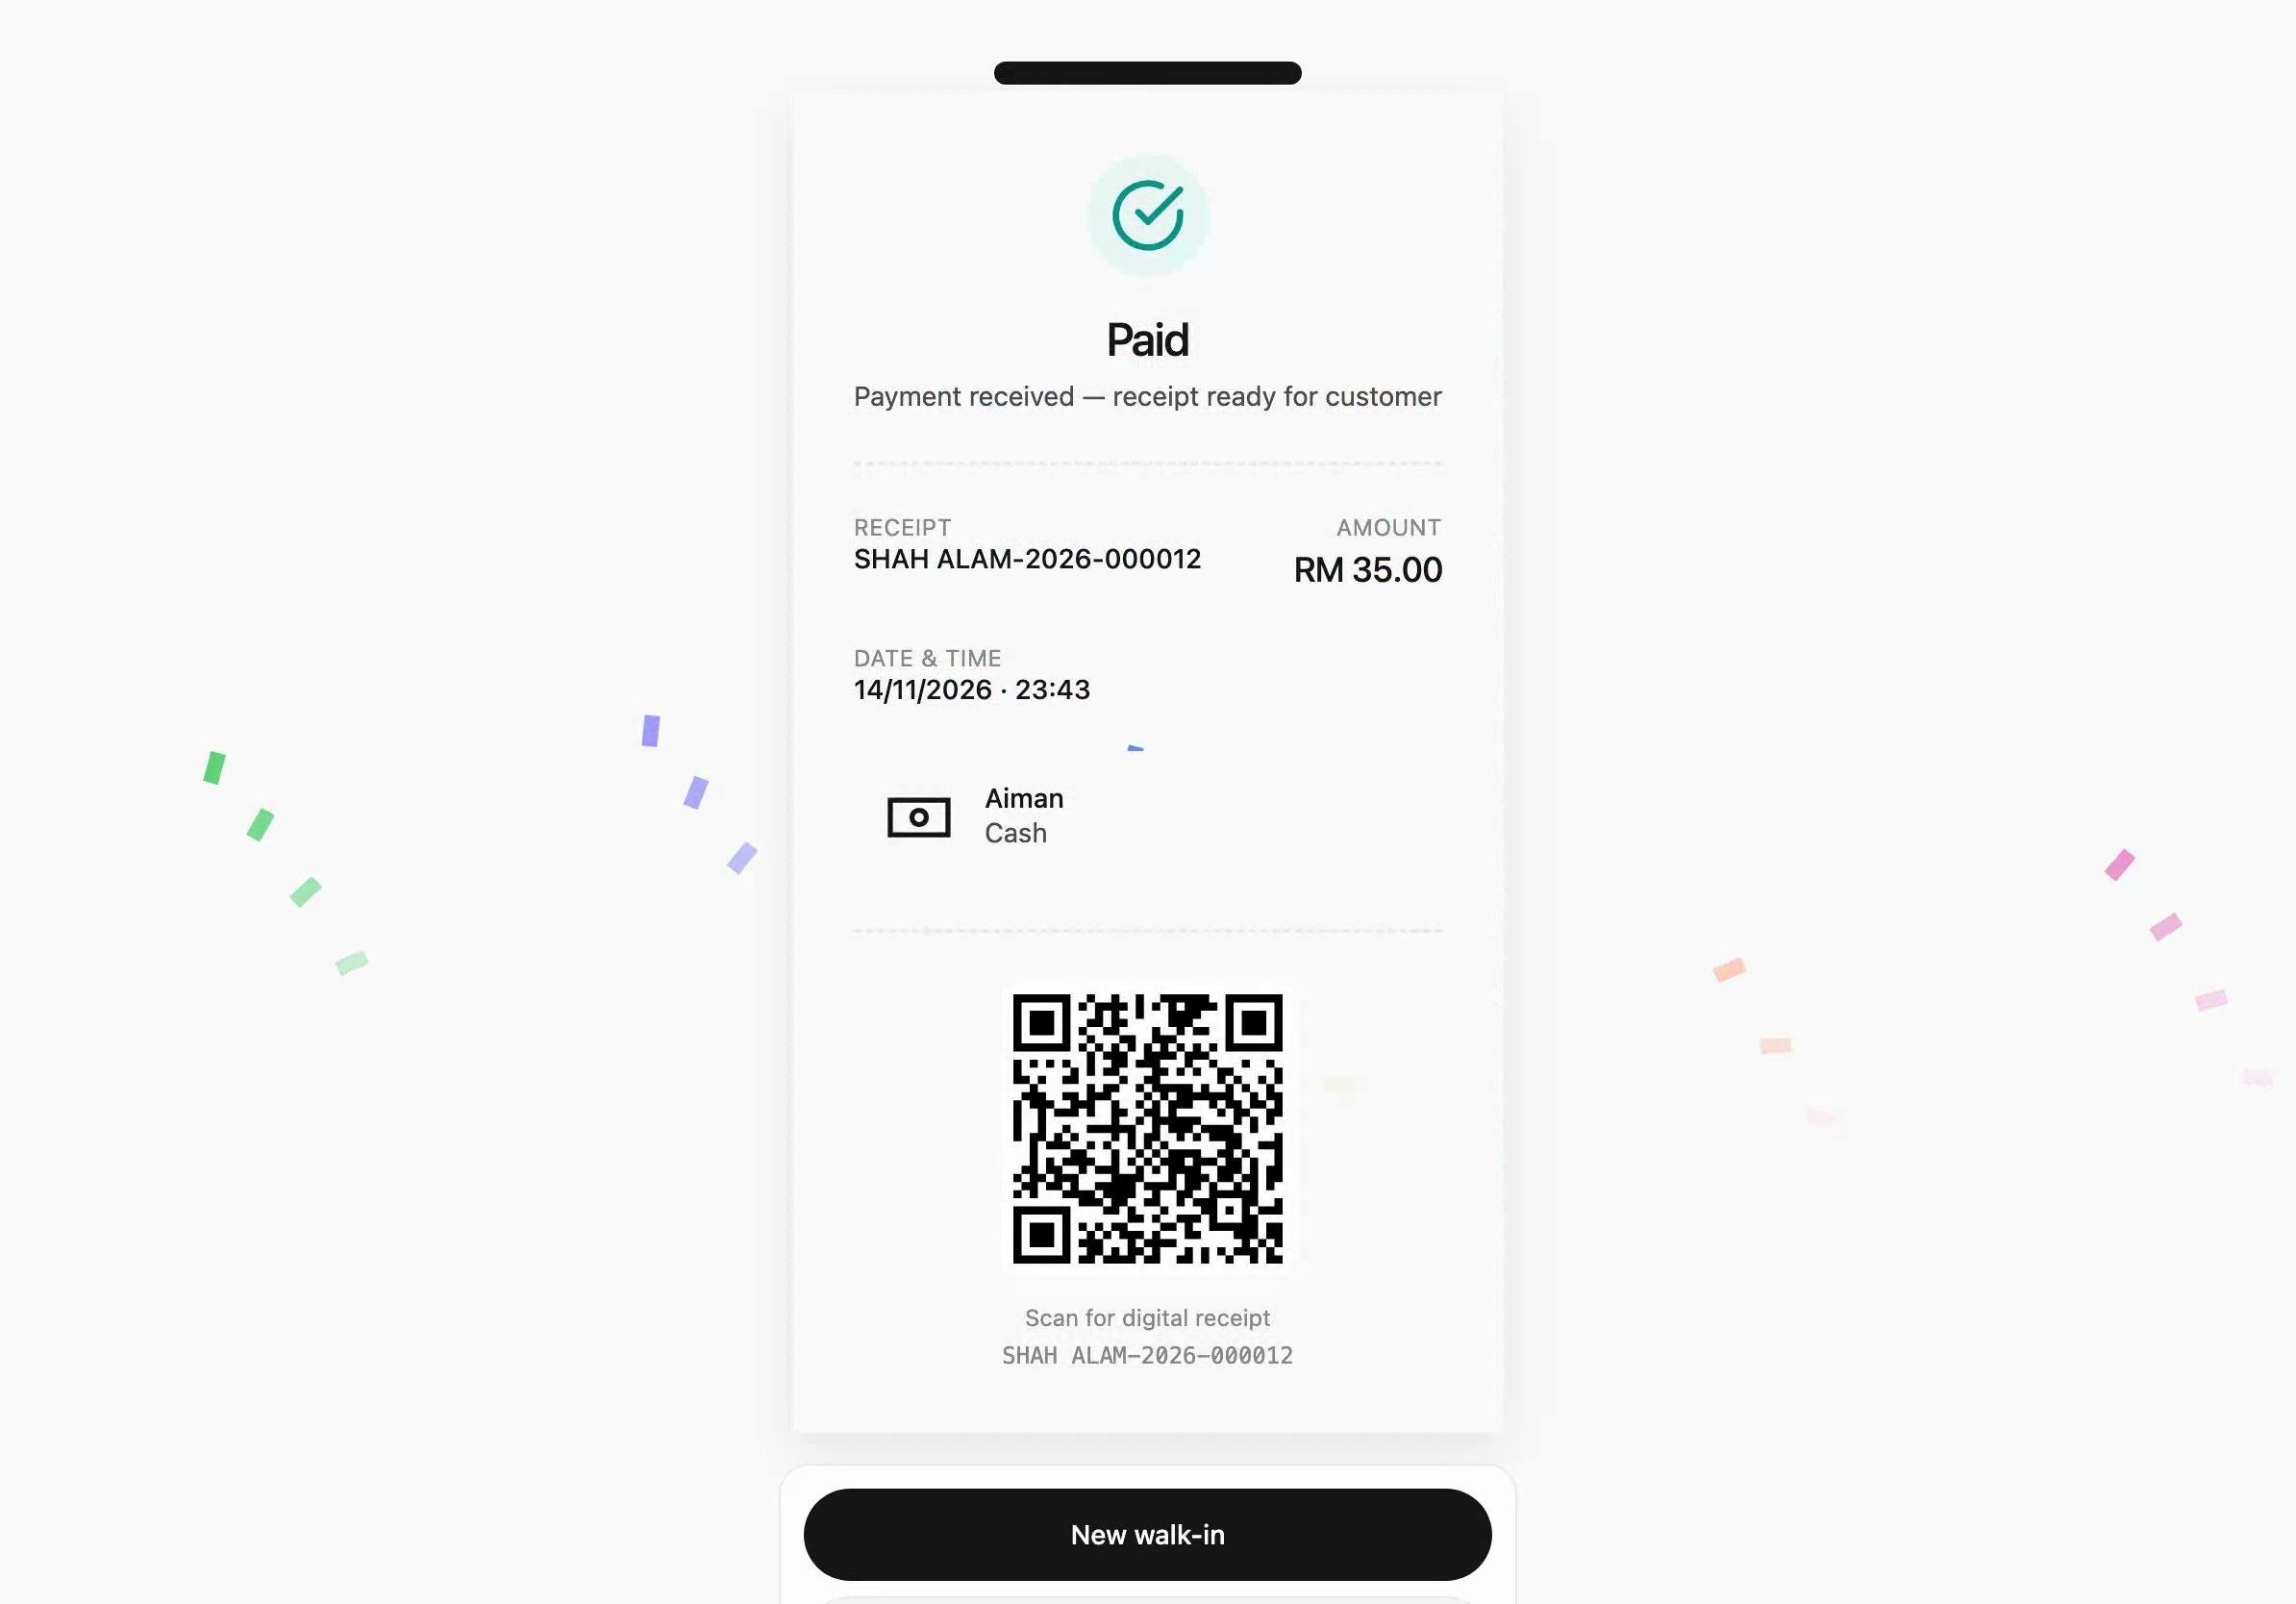 Paid
Payment received — receipt ready for customer
RECEIPT
SHAH ALAM-2026-000012
AMOUNT
RM 35.00
DATE & TIME
14/11/2026 · 23:43
Aiman
Cash
Scan for digital receipt
SHAH ALAM-2026-000012
New walk-in